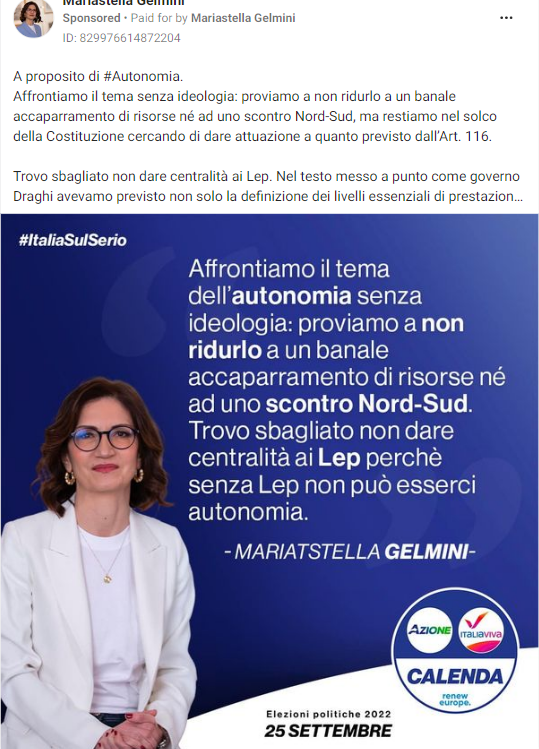 Mariastella Gelmini
Sponsored • Paid for by Mariastella Gelmini
ID: 829976614872204
A proposito di #Autonomia.
Affrontiamo il tema senza ideologia: proviamo a non ridurlo a un banale
accaparramento di risorse né ad uno scontro Nord-Sud, ma restiamo nel solco
della Costituzione cercando di dare attuazione a quanto previsto dall'Art. 116.
Trovo sbagliato non dare centralità ai Lep. Nel testo messo a punto come governo
Draghi avevamo previsto non solo la definizione dei livelli essenziali di prestazion...
#ItaliaSulSerio
Affrontiamo il tema
dell'autonomia senza
ideologia: proviamo a non
ridurlo a un banale
accaparramento di risorse né
ad uno scontro Nord-Sud.
Trovo sbagliato non dare
centralità ai Lep perchè
senza Lep non può esserci
autonomia.
-MARIATSTELLA GELMINI-
AZIONE
ITALIAVIVA
CALENDA
renew
europe.
Elezioni politiche 2022
25 SETTEMBRE